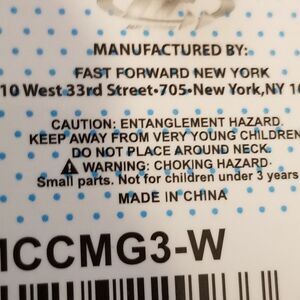 MANUFACTURED BY:
FAST FORWARD NEW YORK
10 West 33rd Street•705•New York,NY 10
CAUTION: ENTANGLEMENT HAZARD.
KEEP AWAY FROM VERY YOUNG CHILDREN
DO NOT PLACE AROUND NECK.
⚠ WARNING: CHOKING HAZARD-
Small parts. Not for children under 3 years
MADE IN CHINA
ICCMG3-W